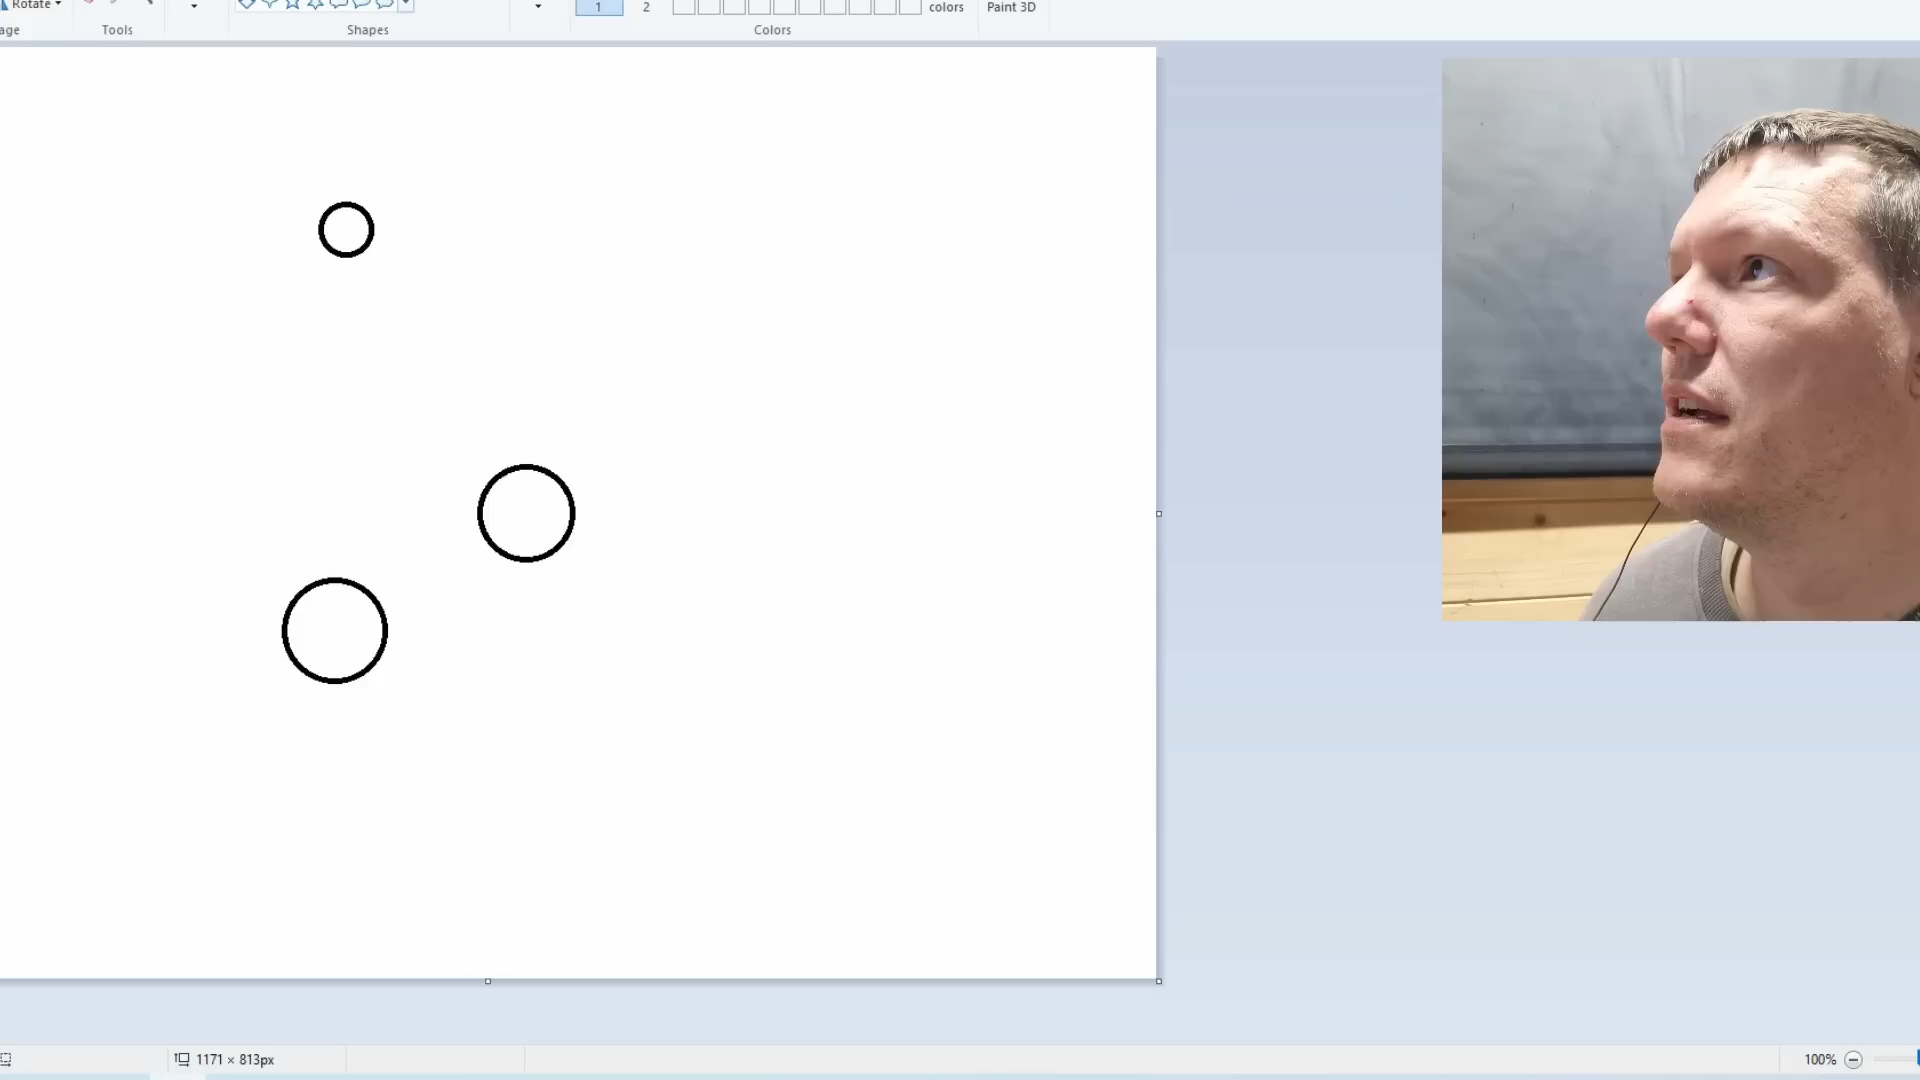 Rotate
1
2
colors
Paint 3D
age
Tools
Shapes
Colors
1171 × 813px
100%